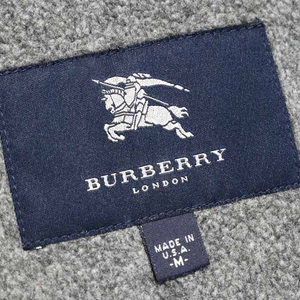 BURBERRY
LONDON
MADE IN
U.S.A.
-M-